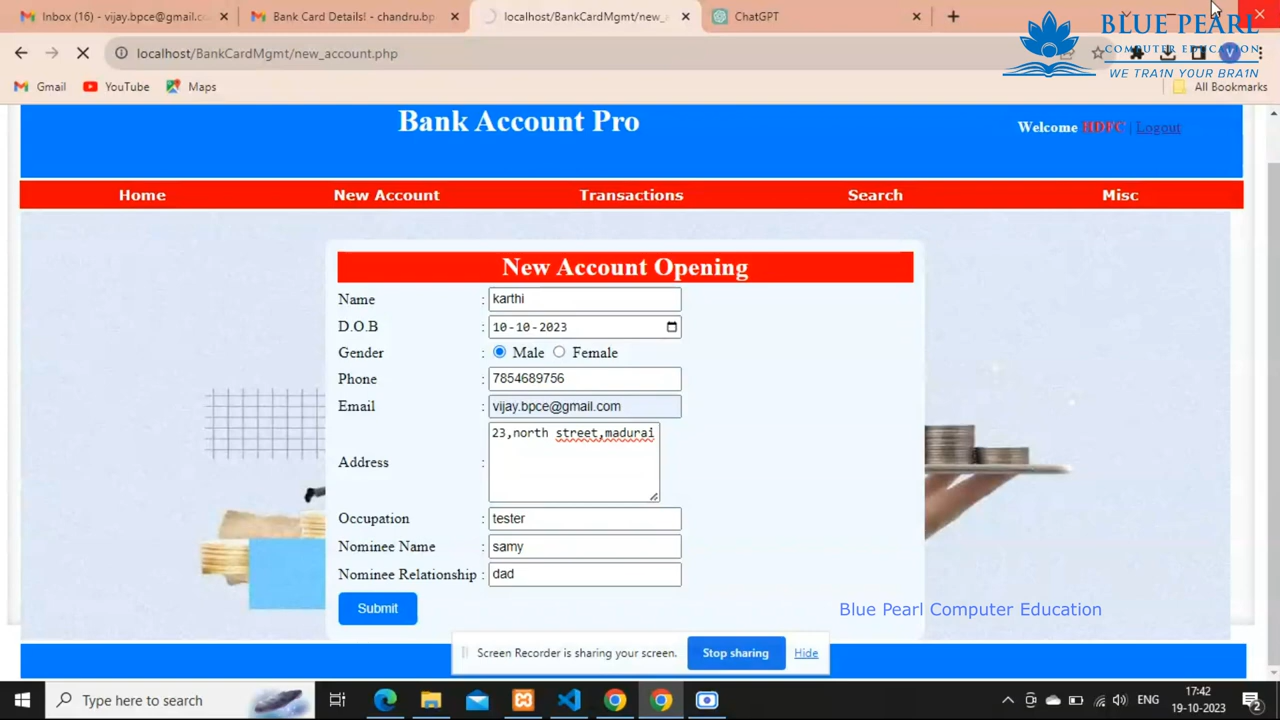 Inbox (16) - vijay.bpce@gmail.co
Bank Card Details! - chandru.bp
localhost/BankCardMgmt/new_
ChatGPT
BLUE PEARL
COMPUTER EDUCATION
WE TRAIN YOUR BRAIN
localhost/BankCardMgmt/new_account.php
V
Gmail
YouTube
Maps
All Bookmarks
Bank Account Pro
Welcome HDFC | Logout
Home New Account Transactions Search Misc
New Account Opening
Name : karthi
D.O.B : 10-10-2023
Gender : Male Female
Phone : 7854689756
Email : vijay.bpce@gmail.com
Address : 23,north street,madurai
Occupation : tester
Nominee Name : samy
Nominee Relationship : dad
Submit
Blue Pearl Computer Education
Screen Recorder is sharing your screen. Stop sharing Hide
Type here to search
ENG
17:42
19-10-2023
2